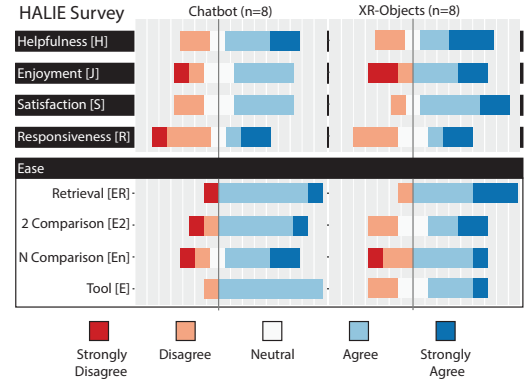 HALIE Survey
Chatbot (n=8)
XR-Objects (n=8)
Helpfulness [H]
Enjoyment [J]
Satisfaction [S]
Responsiveness [R]
Ease
Retrieval [ER]
2 Comparison [E2]
N Comparison [En]
Tool [E]
Strongly Disagree
Disagree
Neutral
Agree
Strongly Agree